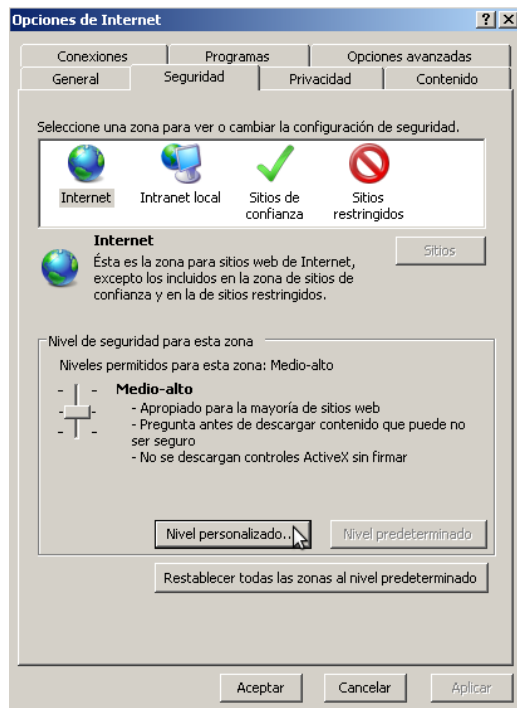 Opciones de Internet
Conexiones Programas Opciones avanzadas
General Seguridad Privacidad Contenido
Seleccione una zona para ver o cambiar la configuración de seguridad.
Internet Intranet local Sitios de confianza Sitios restringidos
Internet
Sitios
Ésta es la zona para sitios web de Internet,
excepto los incluidos en la zona de sitios de
confianza y en la de sitios restringidos.
Nivel de seguridad para esta zona
Niveles permitidos para esta zona: Medio-alto
Medio-alto
- Apropiado para la mayoría de sitios web
- Pregunta antes de descargar contenido que puede no
ser seguro
- No se descargan controles ActiveX sin firmar
Nivel personalizado... Nivel predeterminado
Restablecer todas las zonas al nivel predeterminado
Aceptar Cancelar Aplicar